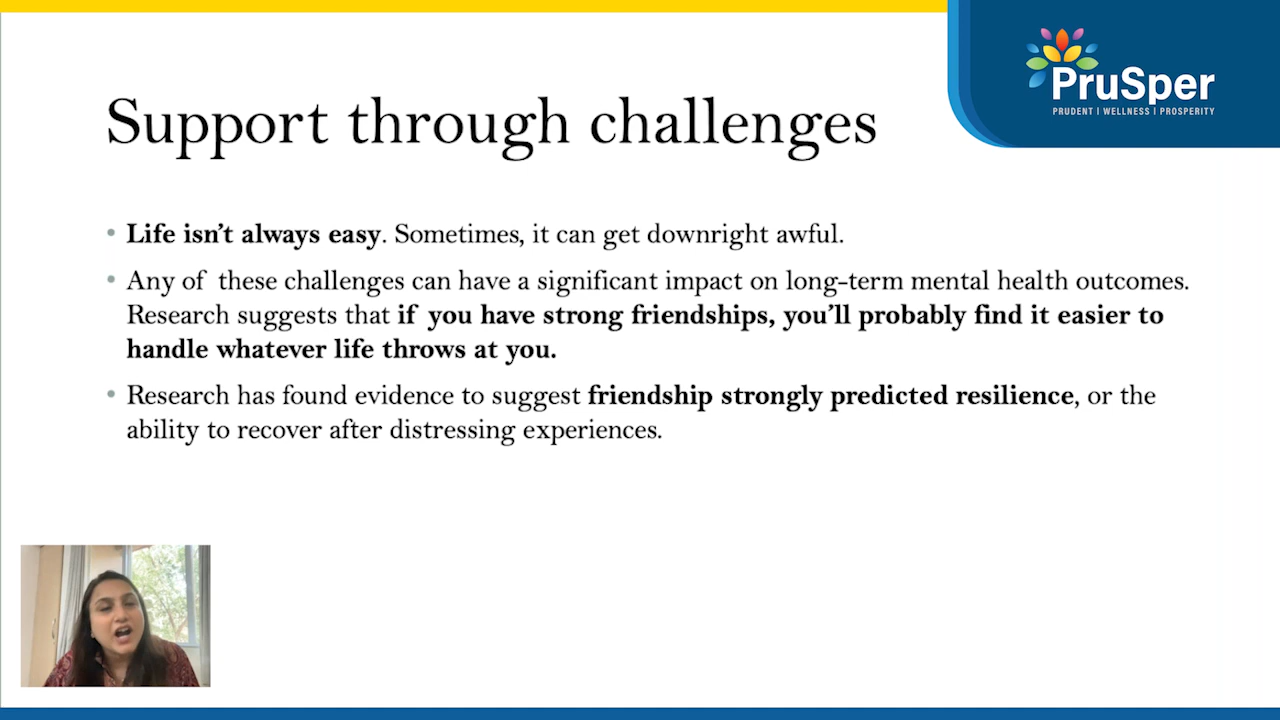 PruSper
PRUDENT | WELLNESS | PROSPERITY
Support through challenges
• Life isn't always easy. Sometimes, it can get downright awful.
• Any of these challenges can have a significant impact on long-term mental health outcomes.
Research suggests that if you have strong friendships, you'll probably find it easier to
handle whatever life throws at you.
• Research has found evidence to suggest friendship strongly predicted resilience, or the
ability to recover after distressing experiences.